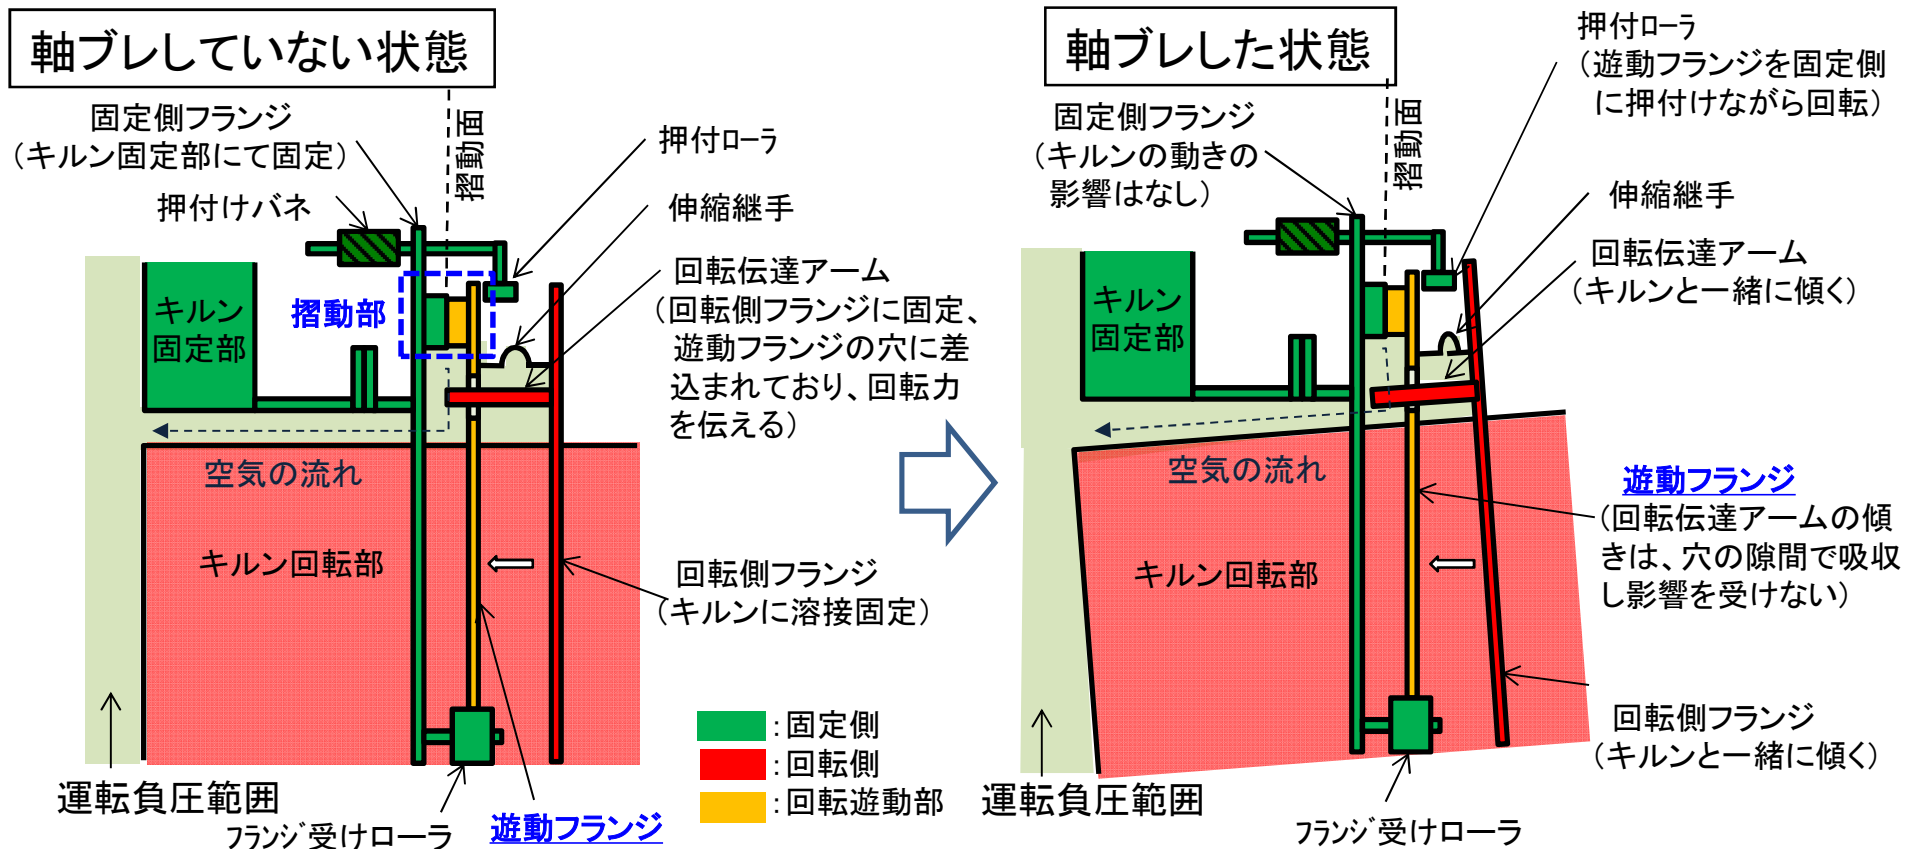 軸ブレしていない状態
固定側フランジ
（キルン固定部にて固定）
押付けバネ
摺動面
押付ローラ
伸縮継手
回転伝達アーム
（回転側フランジに固定、
遊動フランジの穴に差
込まれており、回転力
を伝える）
キルン
固定部
摺動部
空気の流れ
キルン回転部
回転側フランジ
（キルンに溶接固定）
運転負圧範囲
フランジ受けローラ
遊動フランジ
：固定側
：回転側
：回転遊動部
軸ブレした状態
押付ローラ
（遊動フランジを固定側
に押付けながら回転）
固定側フランジ
（キルンの動きの
影響はなし）
摺動面
伸縮継手
回転伝達アーム
（キルンと一緒に傾く）
キルン
固定部
空気の流れ
キルン回転部
遊動フランジ
（回転伝達アームの傾
きは、穴の隙間で吸収
し影響を受けない）
回転側フランジ
（キルンと一緒に傾く）
運転負圧範囲
フランジ受けローラ